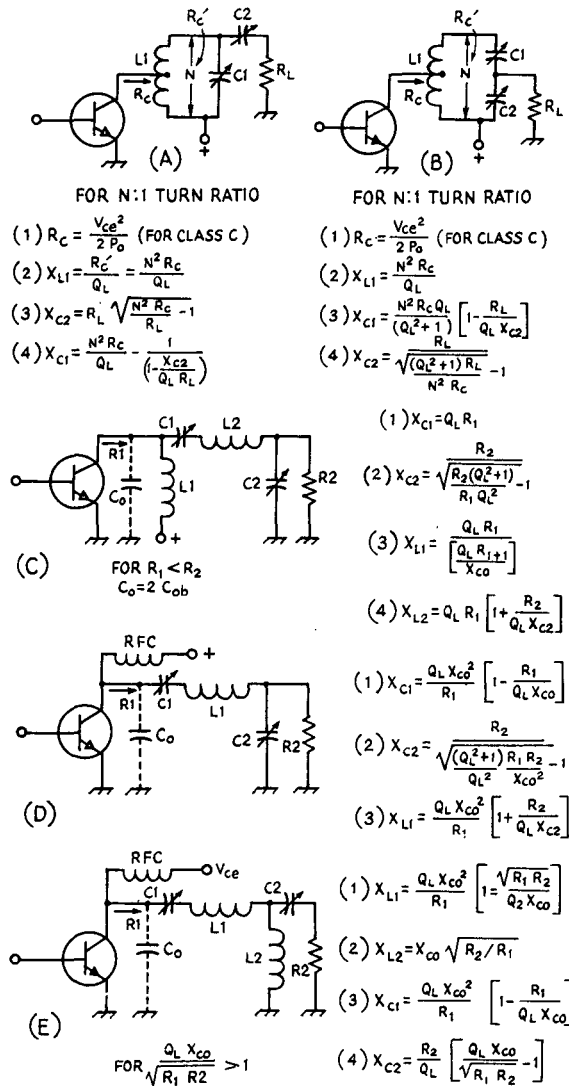 Rc′
C2
L1
N
C1
RL
Rc
+
(A)
FOR N:1 TURN RATIO
(1) Rc = Vce²/2 Po (FOR CLASS C)
(2) XL1 = Rc′/QL = N² Rc/QL
(3) XC2 = RL √(N² Rc/RL -1)
(4) XC1 = N² Rc/QL - 1/(1- XC2/QL RL)
Rc′
L1
N
C1
C2
RL
Rc
+
(B)
FOR N:1 TURN RATIO
(1) Rc = Vce²/2 Po (FOR CLASS C)
(2) XL1 = N² Rc/QL
(3) XC1 = N² Rc QL/(QL²+1) [1- RL/QL XC2]
(4) XC2 = RL/√((QL²+1) RL/N² Rc) -1
C1
L2
R1
Co
L1
C2
R2
+
(C)
FOR R1 < R2
Co = 2 Cob
(1) XC1 = QL R1
(2) XC2 = R2/√(R2(QL²+1)/R1 QL²) -1
(3) XL1 = QL R1/[QL R1+1/XCO]
(4) XL2 = QL R1 [1+ R2/QL XC2]
RFC
+
R1
C1
L1
Co
C2
R2
(D)
(1) XC1 = QL XCO²/R1 [1- R1/QL XCO]
(2) XC2 = R2/√((QL²+1)/QL² R1 R2/XCO²) -1
(3) XL1 = QL XCO²/R1 [1+ R2/QL XC2]
RFC
Vce
C1
C2
R1
L1
Co
L2
R2
(E)
FOR QL XCO/√R1 R2 > 1
(1) XL1 = QL XCO²/R1 [1= √R1 R2/Q2 XCO]
(2) XL2 = XCO √R2/R1
(3) XC1 = QL XCO²/R1 [1- R1/QL XCO]
(4) XC2 = R2/QL [QL XCO/√R1 R2 -1]